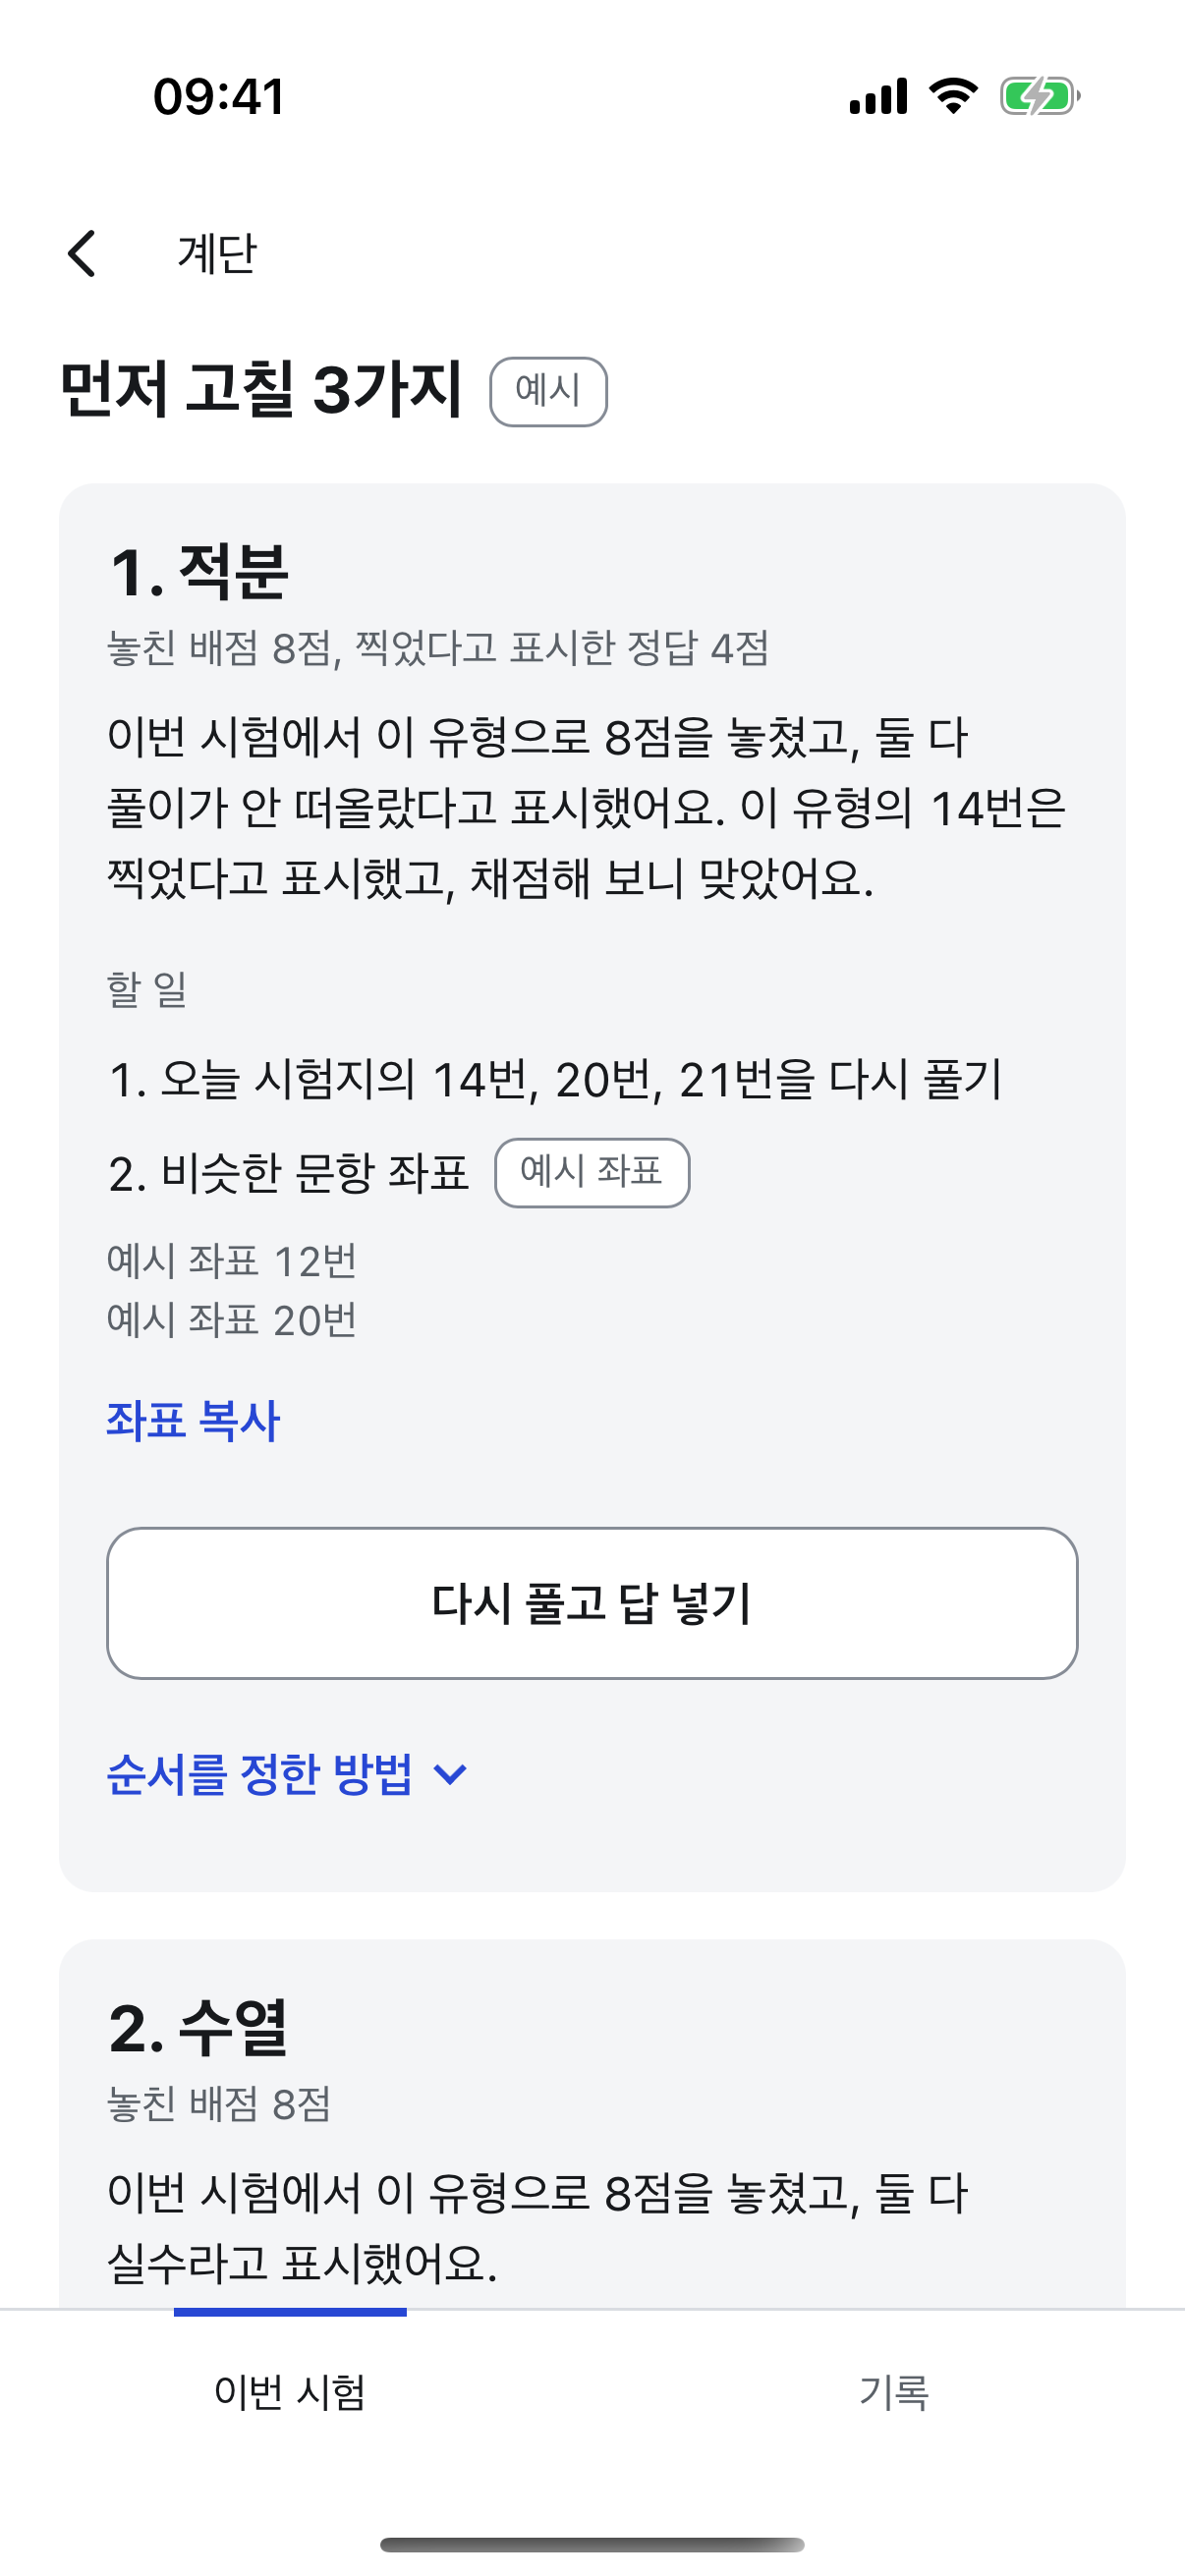 09:41
계단
먼저 고칠 3가지 예시
1. 적분
놓친 배점 8점, 찍었다고 표시한 정답 4점
이번 시험에서 이 유형으로 8점을 놓쳤고, 둘 다
풀이가 안 떠올랐다고 표시했어요. 이 유형의 14번은
찍었다고 표시했고, 채점해 보니 맞았어요.
할 일
1. 오늘 시험지의 14번, 20번, 21번을 다시 풀기
2. 비슷한 문항 좌표 예시 좌표
예시 좌표 12번
예시 좌표 20번
좌표 복사
다시 풀고 답 넣기
순서를 정한 방법
2. 수열
놓친 배점 8점
이번 시험에서 이 유형으로 8점을 놓쳤고, 둘 다
실수라고 표시했어요.
이번 시험 기록